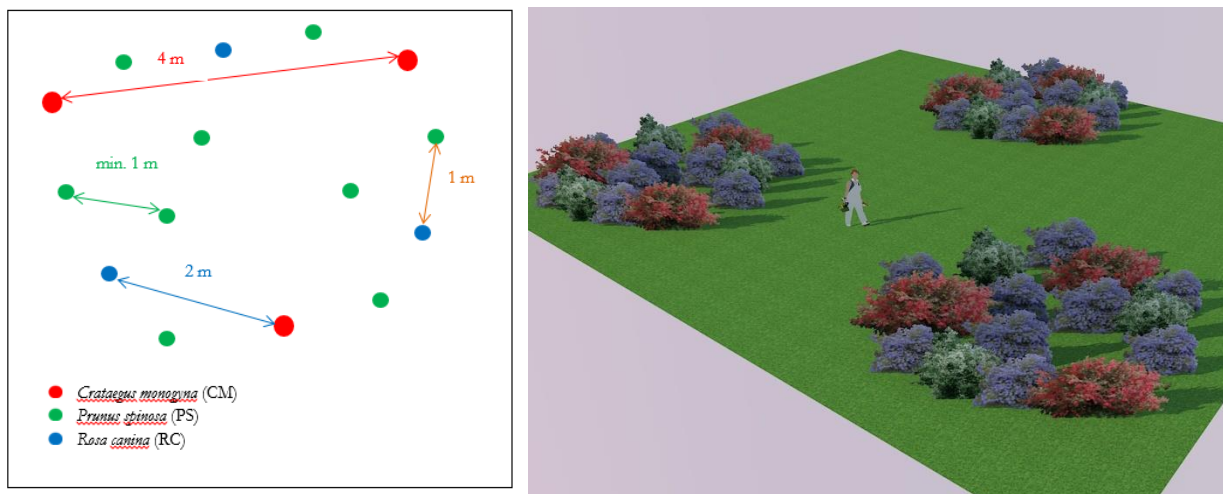 4 m
min. 1 m
1 m
2 m
Crataegus monogyna (CM)
Prunus spinosa (PS)
Rosa canina (RC)